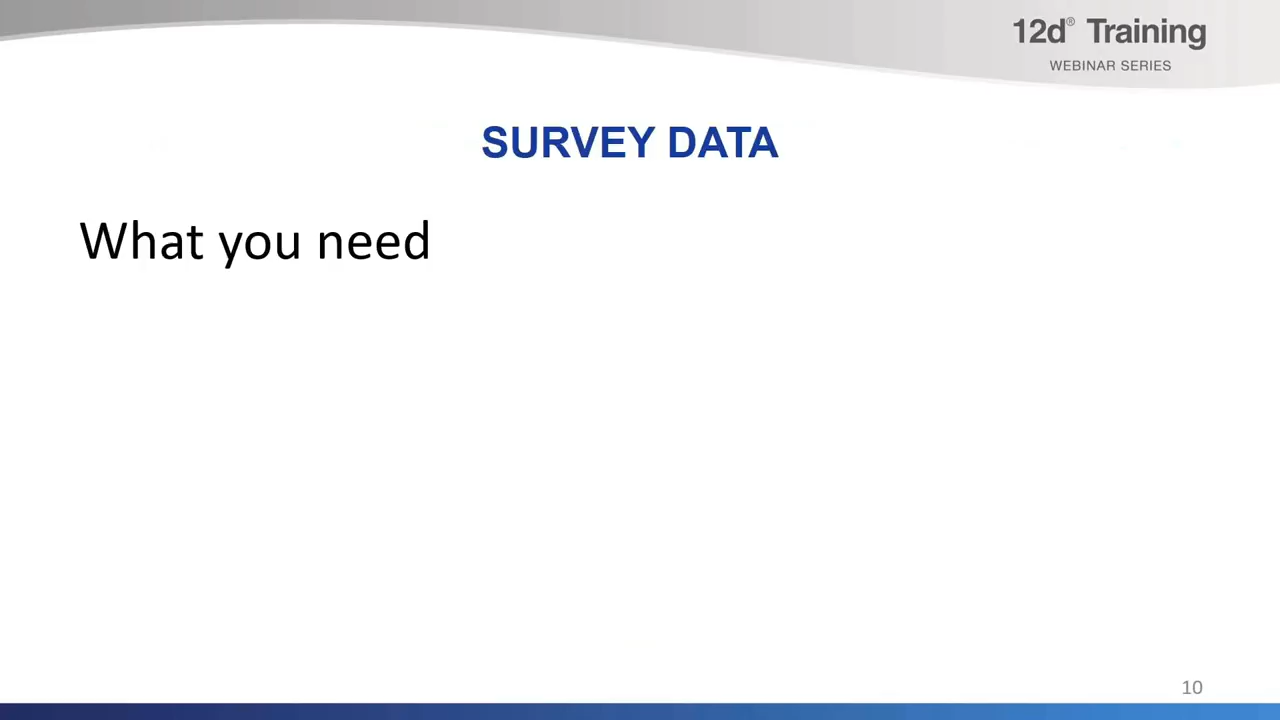 12d® Training
WEBINAR SERIES
SURVEY DATA
What you need
10